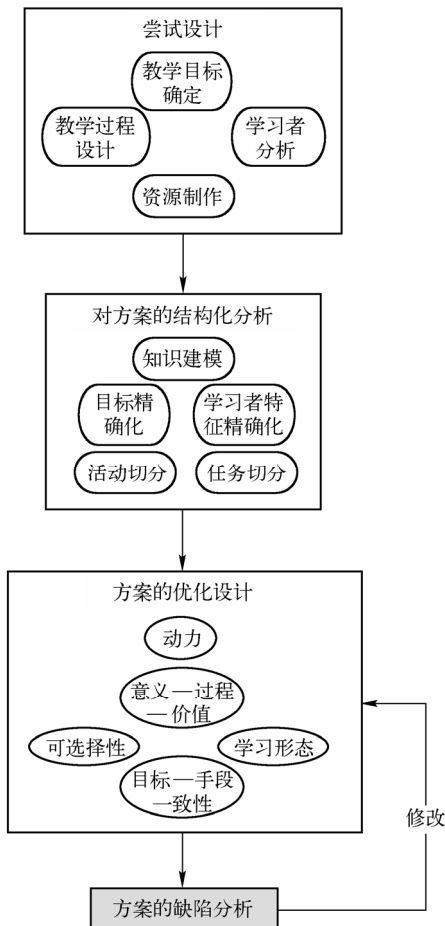 尝试设计
教学目标
确定
教学过程
设计
学习者
分析
资源制作
对方案的结构化分析
知识建模
目标精
确化
学习者特
征精确化
活动切分
任务切分
方案的优化设计
动力
意义—过程
—价值
可选择性
学习形态
目标—手段
一致性
修改
方案的缺陷分析